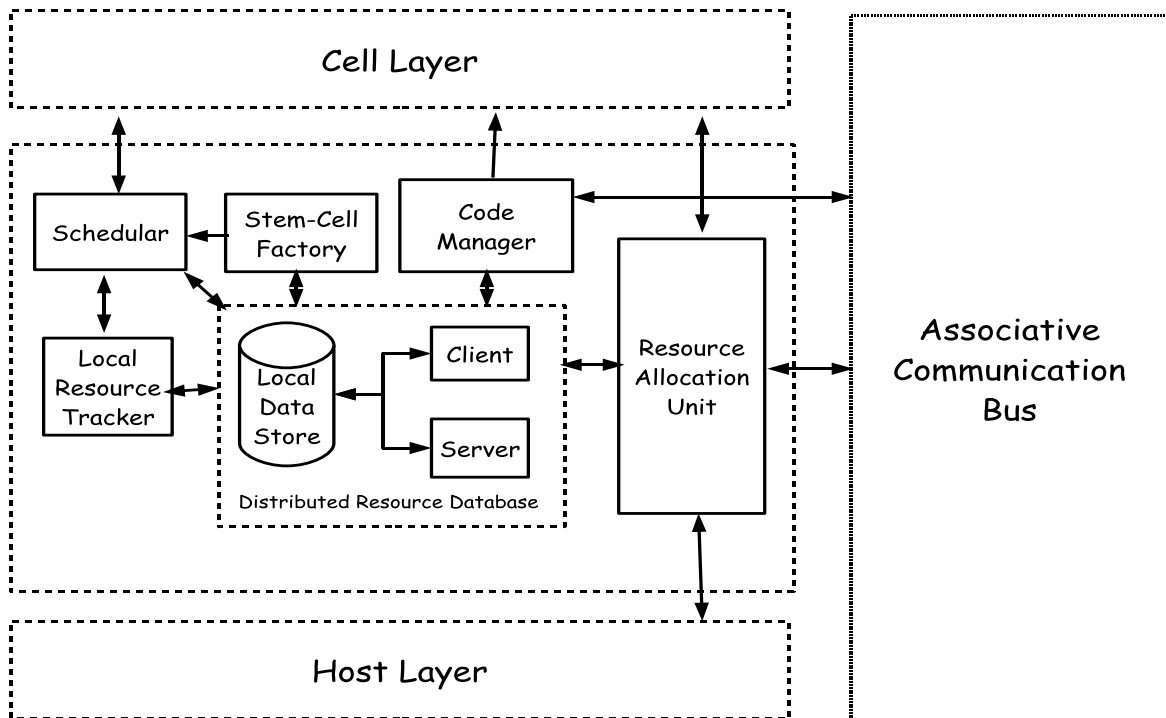 Cell Layer
Schedular
Stem-Cell
Factory
Code
Manager
Local
Resource
Tracker
Local
Data
Store
Client
Server
Distributed Resource Database
Resource
Allocation
Unit
Associative
Communication
Bus
Host Layer